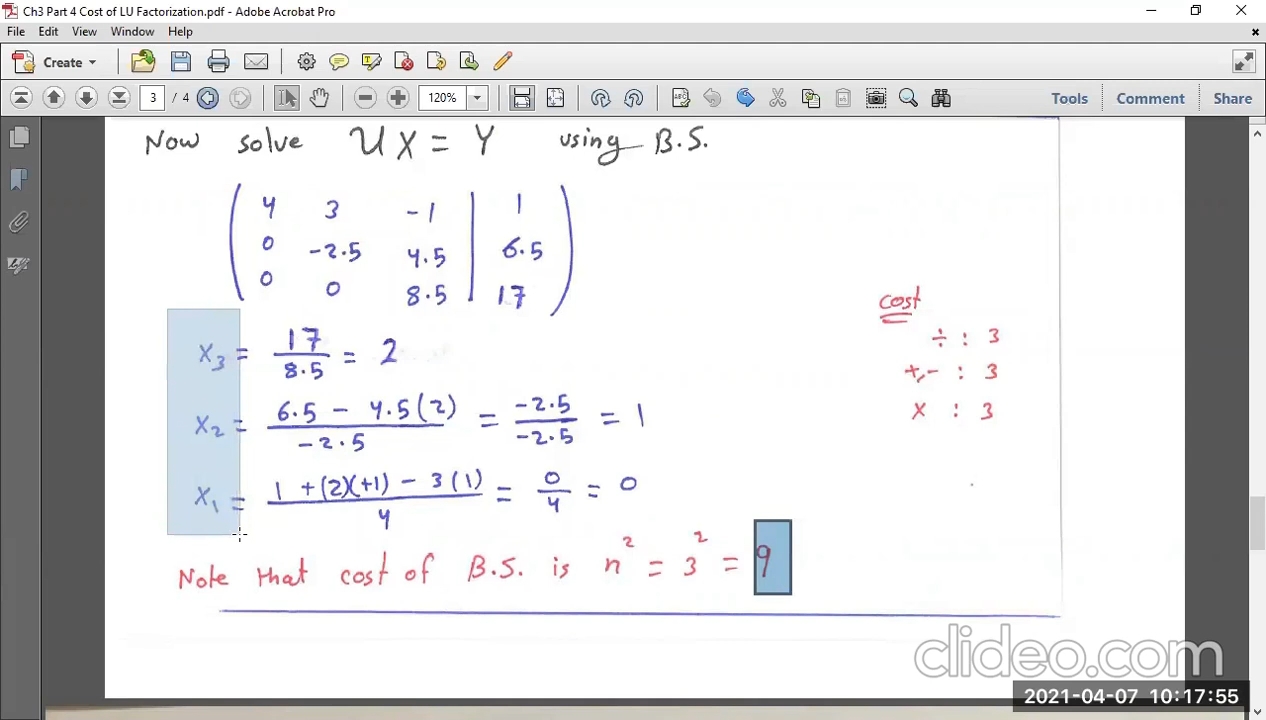 Ch3 Part 4 Cost of LU Factorization.pdf - Adobe Acrobat Pro
File Edit View Window Help
Create
3 / 4 120% Tools Comment Share
Now solve UX = Y using B.S.
4 3 -1 | 1
0 -2.5 4.5 | 6.5
0 0 8.5 | 17
cost
÷ : 3
+,- : 3
x : 3
x₃ = 17/8.5 = 2
x₂ = (6.5 - 4.5(2))/-2.5 = -2.5/-2.5 = 1
x₁ = (1 + (2)(+1) - 3(1))/4 = 0/4 = 0
Note that cost of B.S. is n² = 3² = 9
clideo.com
2021-04-07 10:17:55